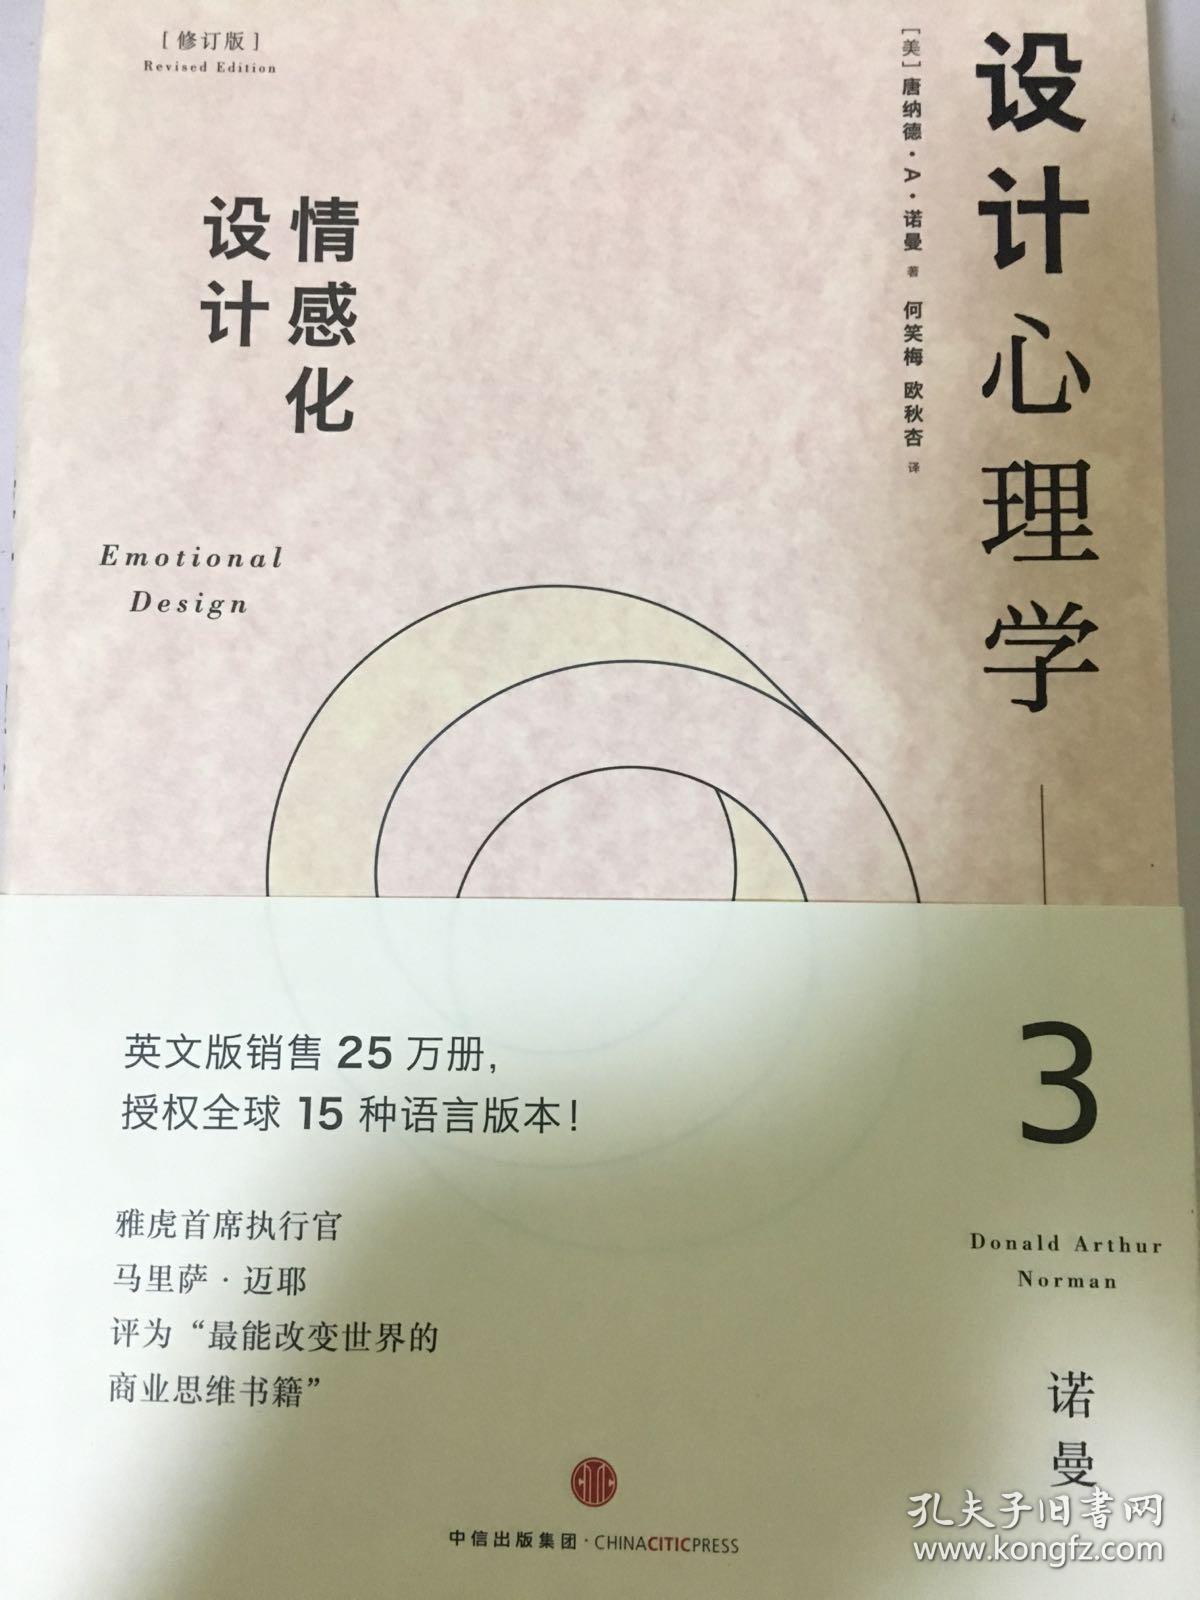 [修订版]
Revised Edition
设计心理学
[美]唐纳德·A·诺曼 著 何笑梅 欧秋杏 译
情感化
设计
Emotional
Design
英文版销售 25 万册,
授权全球 15 种语言版本!
雅虎首席执行官
马里萨·迈耶
评为“最能改变世界的
商业思维书籍”
3
Donald Arthur
Norman
诺曼
中信出版集团·CHINACITICPRESS
孔夫子旧书网
www.kongfz.com